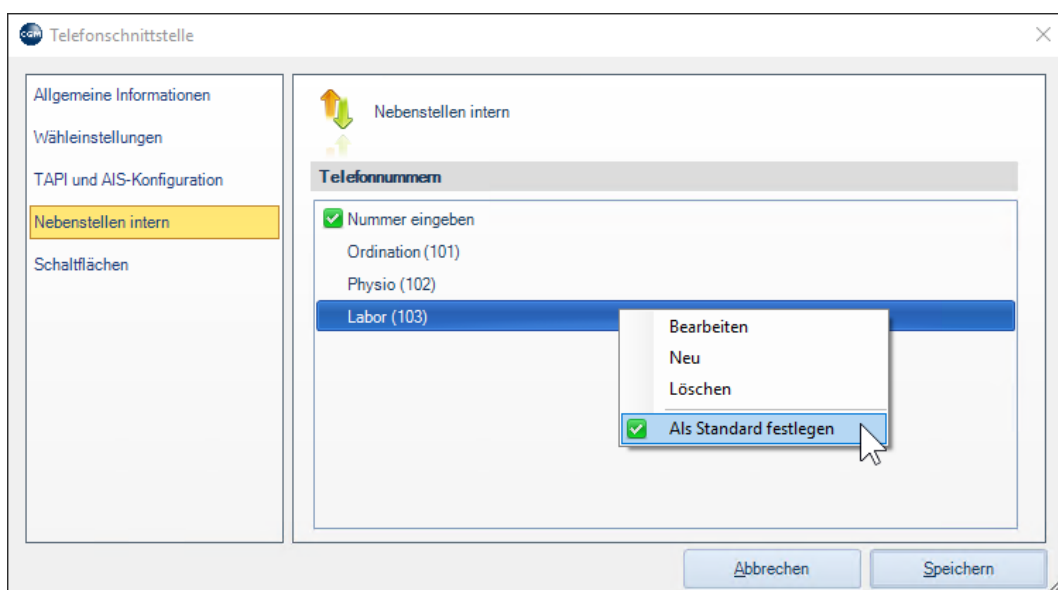 CGM Telefonschnittstelle
Allgemeine Informationen
Wähleinstellungen
TAPI und AIS-Konfiguration
Nebenstellen intern
Schaltflächen
Nebenstellen intern
Telefonnummern
Nummer eingeben
Ordination (101)
Physio (102)
Labor (103)
Bearbeiten
Neu
Löschen
Als Standard festlegen
Abbrechen
Speichern